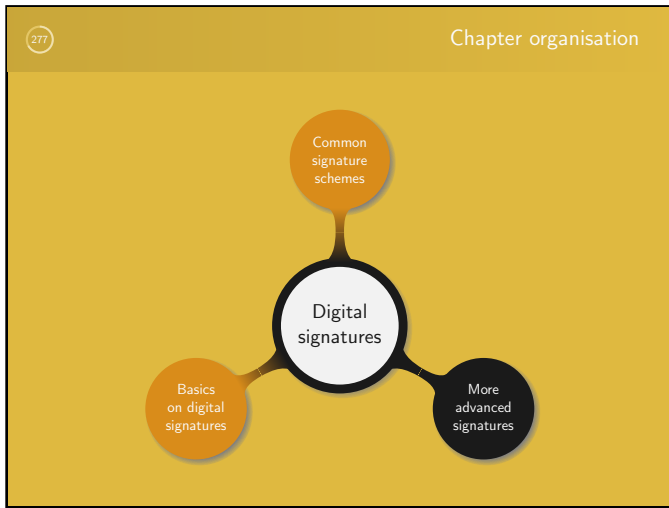 277
Chapter organisation
Common
signature
schemes
Digital
signatures
Basics
on digital
signatures
More
advanced
signatures